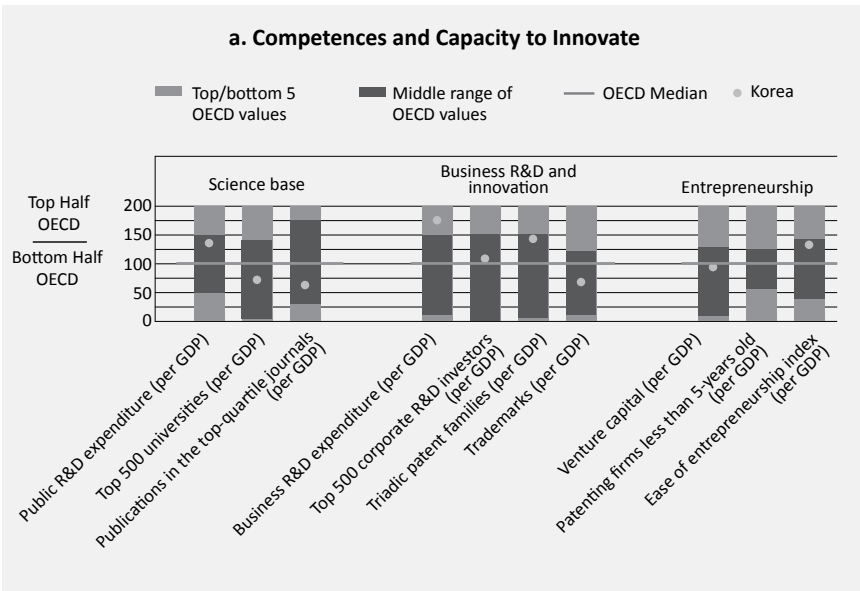 a. Competences and Capacity to Innovate
Top/bottom 5
OECD values
Middle range of
OECD values
OECD Median
Korea
Science base
Business R&D and
innovation
Entrepreneurship
Top Half
OECD
Bottom Half
OECD
200
150
100
50
0
Public R&D expenditure (per GDP)
Top 500 universities (per GDP)
Publications in the top-quartile journals
(per GDP)
Business R&D expenditure (per GDP)
Top 500 corporate R&D investors
(per GDP)
Triadic patent families (per GDP)
Trademarks (per GDP)
Venture capital (per GDP)
Patenting firms less than 5-years old
(per GDP)
Ease of entrepreneurship index
(per GDP)